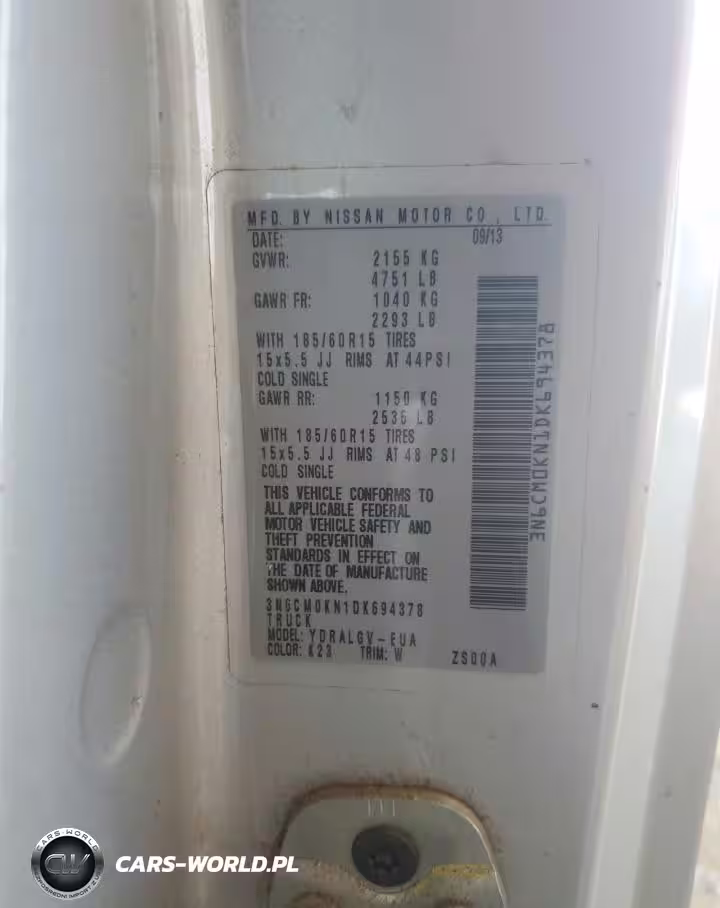 MFD. BY NISSAN MOTOR CO., LTD.
DATE: 09/13
GVWR: 2155 KG
4751 LB
GAWR FR: 1040 KG
2293 LB
WITH 185/60R15 TIRES
15x5.5 JJ RIMS AT 44PSI
COLD SINGLE
GAWR RR: 1150 KG
2536 LB
WITH 185/60R15 TIRES
15x5.5 JJ RIMS AT 48 PSI
COLD SINGLE
THIS VEHICLE CONFORMS TO
ALL APPLICABLE FEDERAL
MOTOR VEHICLE SAFETY AND
THEFT PREVENTION
STANDARDS IN EFFECT ON
THE DATE OF MANUFACTURE
SHOWN ABOVE.
3N6CM0KN1DK694378
TRUCK
MODEL: YDRALGV-EUA
COLOR: K23 TRIM: W ZS00A
3N6CM0KN1DK694378
CARS-WORLD
CW
CARS-WORLD.PL